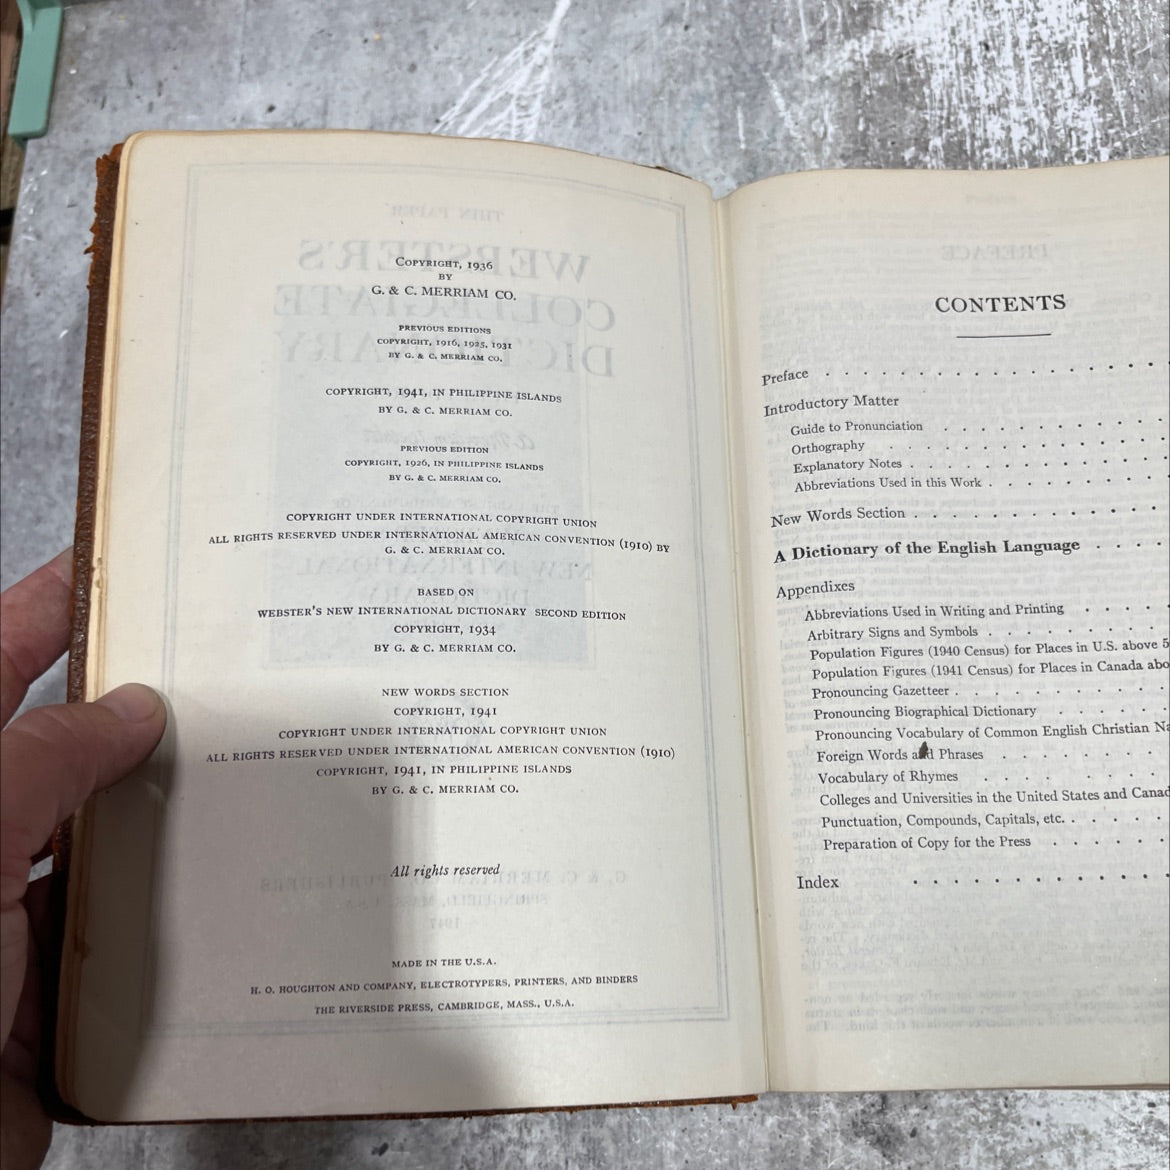 COPYRIGHT, 1936
BY
G. & C. MERRIAM CO.
PREVIOUS EDITIONS
COPYRIGHT, 1916, 1925, 1931
BY G. & C. MERRIAM CO.
COPYRIGHT, 1941, IN PHILIPPINE ISLANDS
BY G. & C. MERRIAM CO.
PREVIOUS EDITION
COPYRIGHT, 1926, IN PHILIPPINE ISLANDS
BY G. & C. MERRIAM CO.
COPYRIGHT UNDER INTERNATIONAL COPYRIGHT UNION
ALL RIGHTS RESERVED UNDER INTERNATIONAL AMERICAN CONVENTION (1910) BY
G. & C. MERRIAM CO.
BASED ON
WEBSTER'S NEW INTERNATIONAL DICTIONARY SECOND EDITION
COPYRIGHT, 1934
BY G. & C. MERRIAM CO.
NEW WORDS SECTION
COPYRIGHT, 1941
COPYRIGHT UNDER INTERNATIONAL COPYRIGHT UNION
ALL RIGHTS RESERVED UNDER INTERNATIONAL AMERICAN CONVENTION (1910)
COPYRIGHT, 1941, IN PHILIPPINE ISLANDS
BY G. & C. MERRIAM CO.
All rights reserved
MADE IN THE U.S.A.
H. O. HOUGHTON AND COMPANY, ELECTROTYPERS, PRINTERS, AND BINDERS
THE RIVERSIDE PRESS, CAMBRIDGE, MASS., U.S.A.
CONTENTS
Preface
Introductory Matter
Guide to Pronunciation
Orthography
Explanatory Notes
Abbreviations Used in this Work
New Words Section
A Dictionary of the English Language
Appendixes
Abbreviations Used in Writing and Printing
Arbitrary Signs and Symbols
Population Figures (1940 Census) for Places in U.S. above 5
Population Figures (1941 Census) for Places in Canada abo
Pronouncing Gazetteer
Pronouncing Biographical Dictionary
Pronouncing Vocabulary of Common English Christian Na
Foreign Words and Phrases
Vocabulary of Rhymes
Colleges and Universities in the United States and Canad
Punctuation, Compounds, Capitals, etc.
Preparation of Copy for the Press
Index